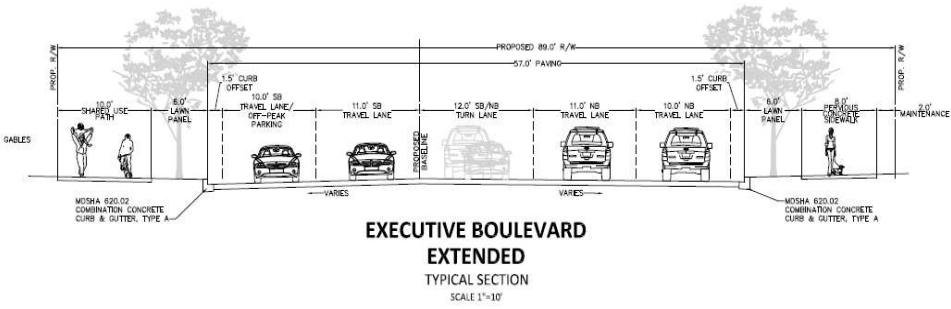 PROPOSED 89.0' R/W
57.0' PAVING
PROP. R/W
PROP. R/W
1.5' CURB
OFFSET
1.5' CURB
OFFSET
10.0'
SHARED USE
PATH
6.0'
LAWN
PANEL
10.0' SB
TRAVEL LANE/
OFF-PEAK
PARKING
11.0' SB
TRAVEL LANE
12.0' SB/NB
TURN LANE
11.0' NB
TRAVEL LANE
10.0' NB
TRAVEL LANE
6.0'
LAWN
PANEL
8.0'
PERVIOUS
CONCRETE
SIDEWALK
2.0'
MAINTENANCE
GABLES
PROPOSED
BASELINE
VARIES
VARIES
MDSHA 620.02
COMBINATION CONCRETE
CURB & GUTTER, TYPE A
MDSHA 620.02
COMBINATION CONCRETE
CURB & GUTTER, TYPE A
EXECUTIVE BOULEVARD
EXTENDED
TYPICAL SECTION
SCALE 1"=10'